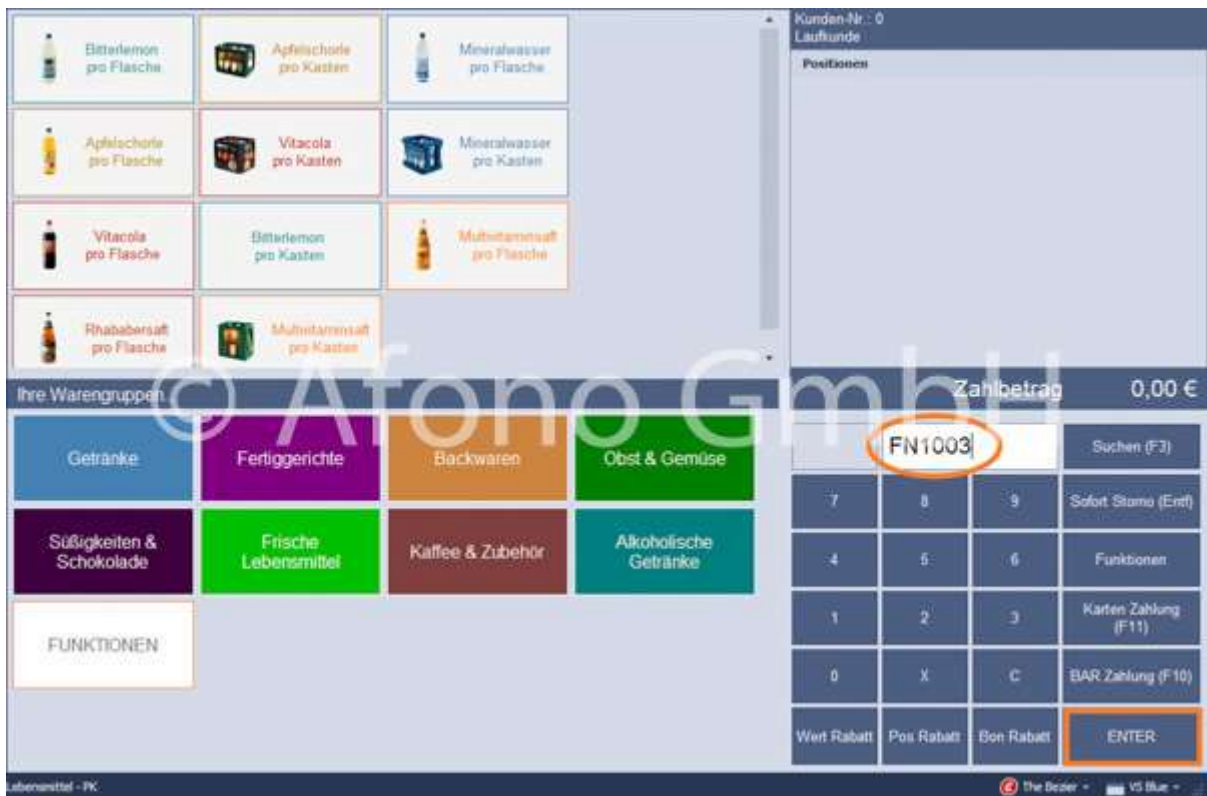 Bitterlemon
pro Flasche
Apfelschorle
pro Kasten
Mineralwasser
pro Flasche
Apfelschorle
pro Flasche
Vitacola
pro Kasten
Mineralwasser
pro Kasten
Vitacola
pro Flasche
Bitterlemon
pro Kasten
Multivitaminsaft
pro Flasche
Rhababersaft
pro Flasche
Multivitaminsaft
pro Kasten
Kunden-Nr.: 0
Laufkunde
Positionen
© Afono GmbH
Zahlbetrag 0,00 €
Ihre Warengruppen
Getränke
Fertiggerichte
Backwaren
Obst & Gemüse
Süßigkeiten &
Schokolade
Frische
Lebensmittel
Kaffee & Zubehör
Alkoholische
Getränke
FUNKTIONEN
FN1003
Suchen (F3)
7 8 9 Sofort Storno (Entf)
4 5 6 Funktionen
1 2 3 Karten Zahlung
(F11)
0 X C BAR Zahlung (F10)
Wert Rabatt Pos Rabatt Bon Rabatt ENTER
Lebensmittel - PK
The Bezier
VS Blue